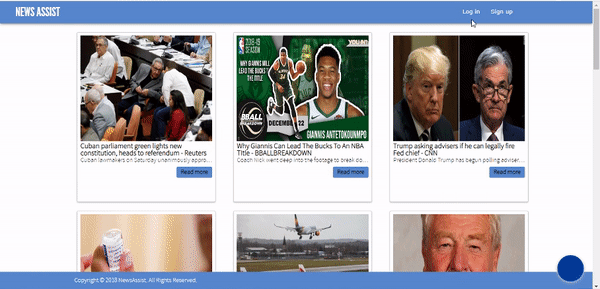 NEWS ASSIST
Log in
Sign up
Cuban parliament green lights new
constitution, heads to referendum - Reuters
Cuban lawmakers on Saturday unanimously appro...
Read more
2018-19
SEASON
WHY GIANNIS WILL
LEAD THE BUCKS TO
THE TITLE
BBALL
BREAKDOWN
DECEMBER 22
GIANNIS ANTETOKOUNMPO
Why Giannis Can Lead The Bucks To An NBA
Title - BBALLBREAKDOWN
Coach Nick went deep into the footage to break do...
Read more
Trump asking advisers if he can legally fire
Fed chief - CNN
President Donald Trump has begun polling adviser...
Read more
Copyright © 2018 NewsAssist. All Rights Reserved.